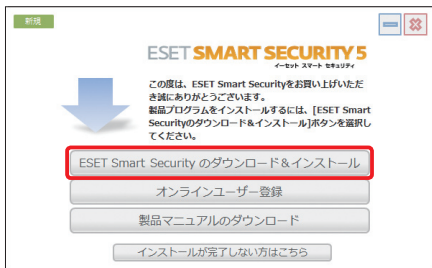 新規
ESET SMART SECURITY 5
イーセット スマート セキュリティ
この度は、ESET Smart Securityをお買い上げいただ
き誠にありがとうございます。
製品プログラムをインストールするには、[ESET Smart
Securityのダウンロード&インストール]ボタンを選択し
てください。
ESET Smart Security のダウンロード&インストール
オンラインユーザー登録
製品マニュアルのダウンロード
インストールが完了しない方はこちら